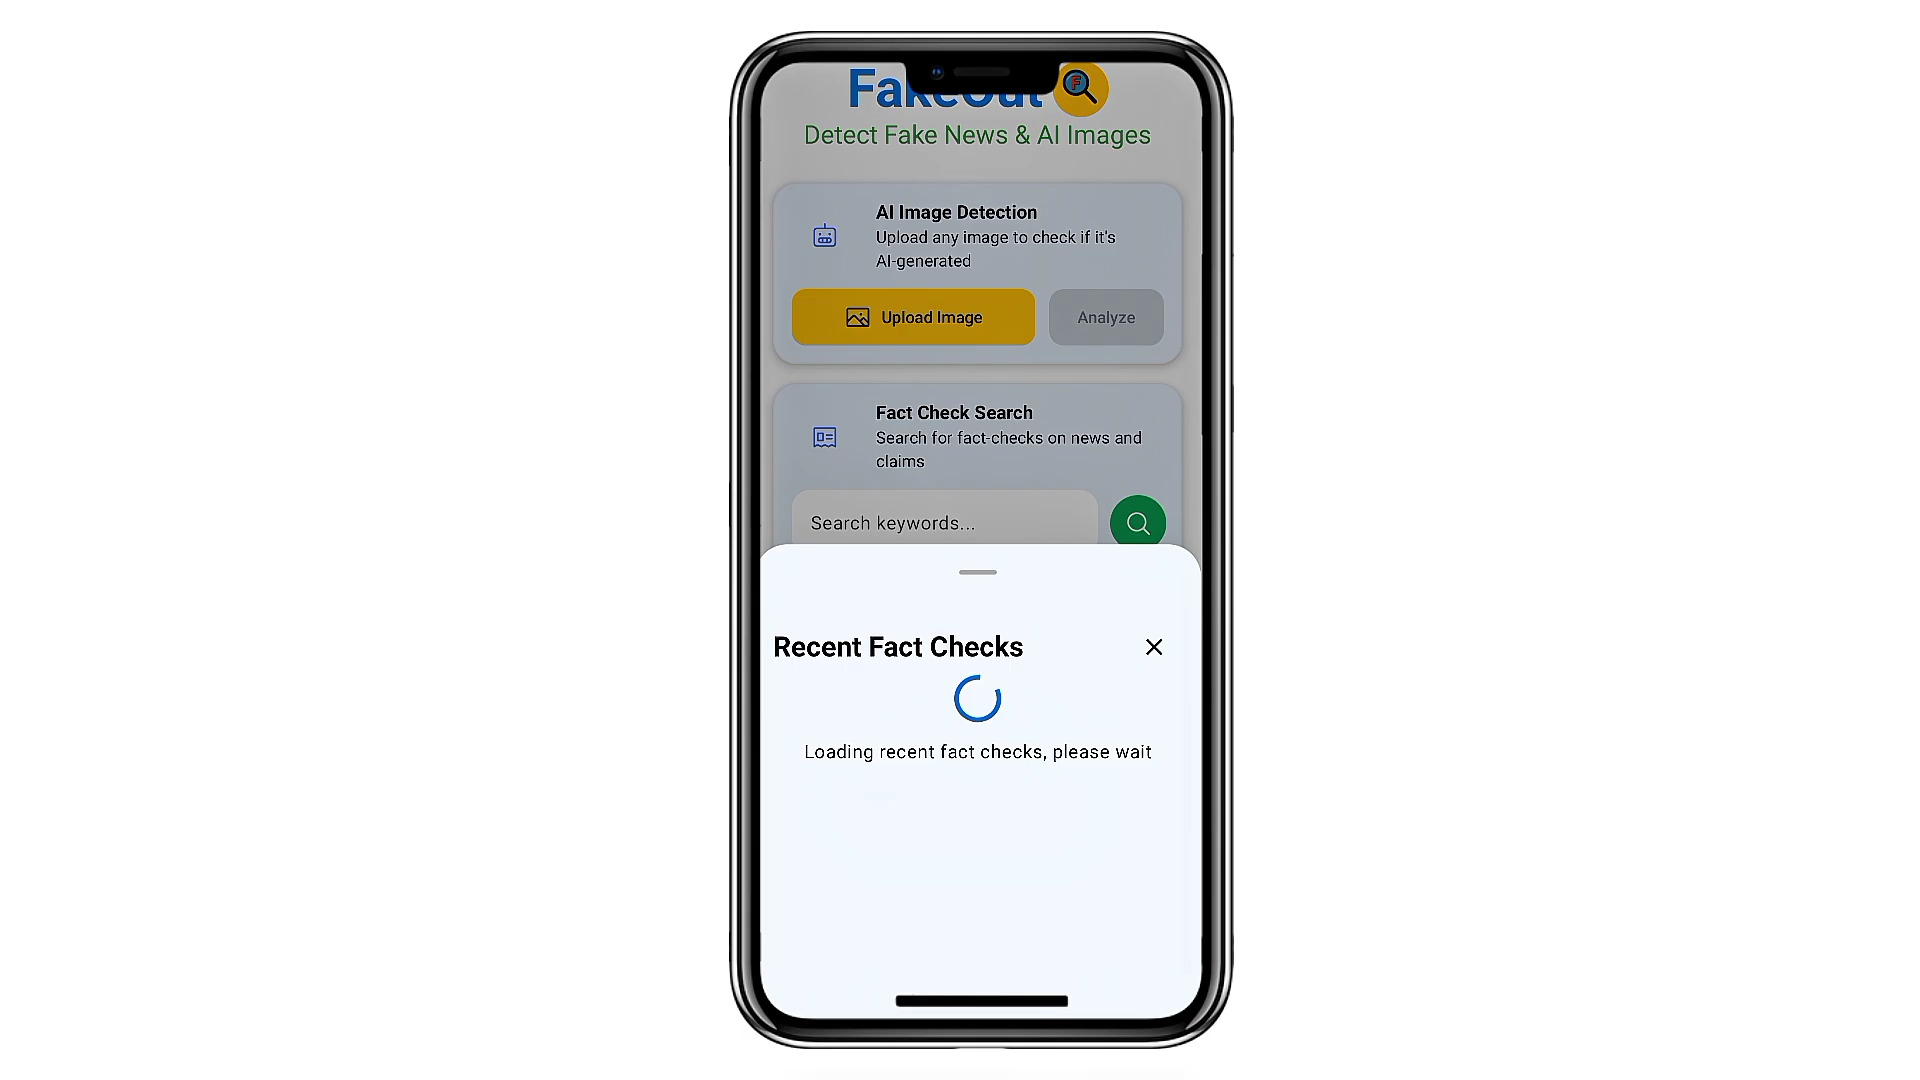 FakeOut
Detect Fake News & AI Images
AI Image Detection
Upload any image to check if it's
AI-generated
Upload Image
Analyze
Fact Check Search
Search for fact-checks on news and
claims
Search keywords...
Recent Fact Checks
Loading recent fact checks, please wait